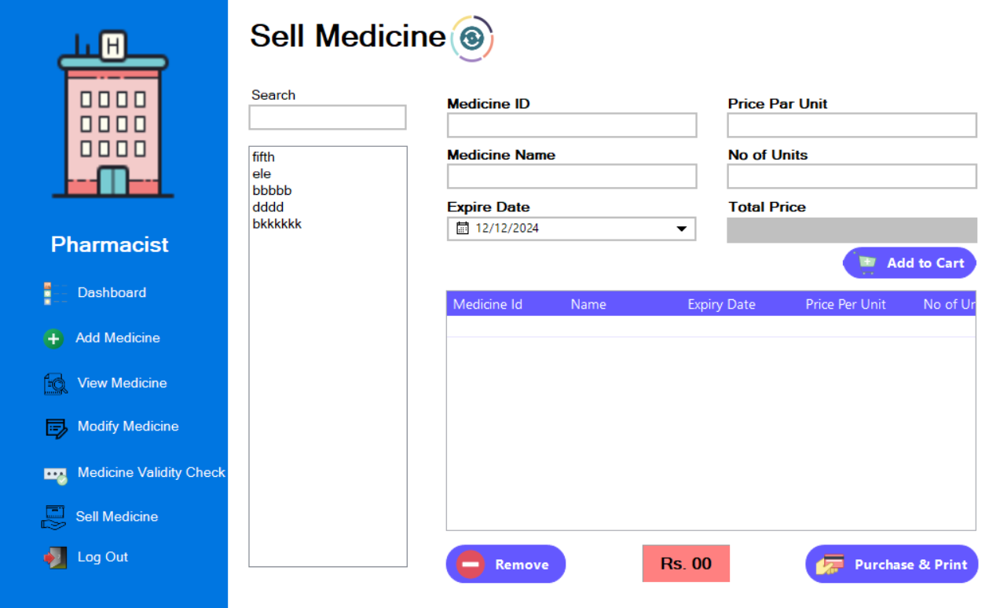 H
Pharmacist
Dashboard
Add Medicine
View Medicine
Modify Medicine
Medicine Validity Check
Sell Medicine
Log Out
Sell Medicine
Search
fifth
ele
bbbbb
dddd
bkkkkkk
Medicine ID
Price Par Unit
Medicine Name
No of Units
Expire Date
Total Price
12/12/2024
Add to Cart
Medicine Id Name Expiry Date Price Per Unit No of Ur
Remove
Rs. 00
Purchase & Print